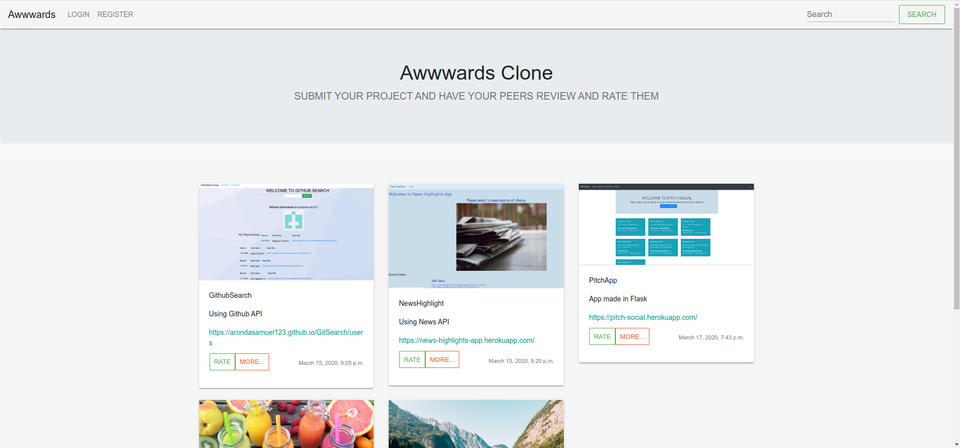 Awwwards LOGIN REGISTER Search SEARCH
Awwwards Clone
SUBMIT YOUR PROJECT AND HAVE YOUR PEERS REVIEW AND RATE THEM
WELCOME TO GITHUB SEARCH
My Repositories
GithubSearch
Using Github API
https://arondasamuel123.github.io/GitSearch/user
s
RATE MORE... March 15, 2020, 9:05 p.m.
Welcome to News Highlights App
Please select a news source of choice
NewsHighlight
Using News API
https://news-highlights-app.herokuapp.com/
RATE MORE... March 15, 2020, 9:20 p.m.
WELCOME TO PITCH SOCIAL
PitchApp
App made in Flask
https://pitch-social.herokuapp.com/
RATE MORE... March 17, 2020, 7:43 p.m.